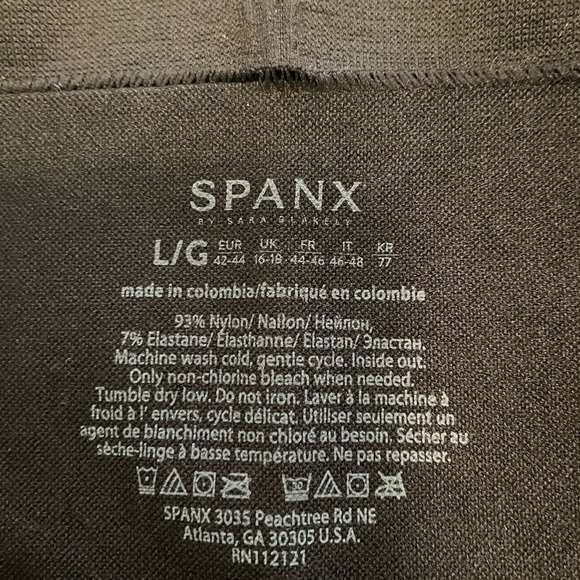 SPANX
BY SARA BLAKELY
L/G EUR 42-44 UK 16-18 FR 44-46 IT 46-48 KR 77
made in colombia/fabriqué en colombie
93% Nylon/ Naílon/ Нейлон,
7% Elastane/ Élasthanne/ Elastan/ Эластан.
Machine wash cold, gentle cycle. Inside out.
Only non-chlorine bleach when needed.
Tumble dry low. Do not iron. Laver à la machine à
froid à l' envers, cycle délicat. Utiliser seulement un
agent de blanchiment non chloré au besoin. Sécher au
sèche-linge à basse température. Ne pas repasser.
30
SPANX 3035 Peachtree Rd NE
Atlanta, GA 30305 U.S.A.
RN112121